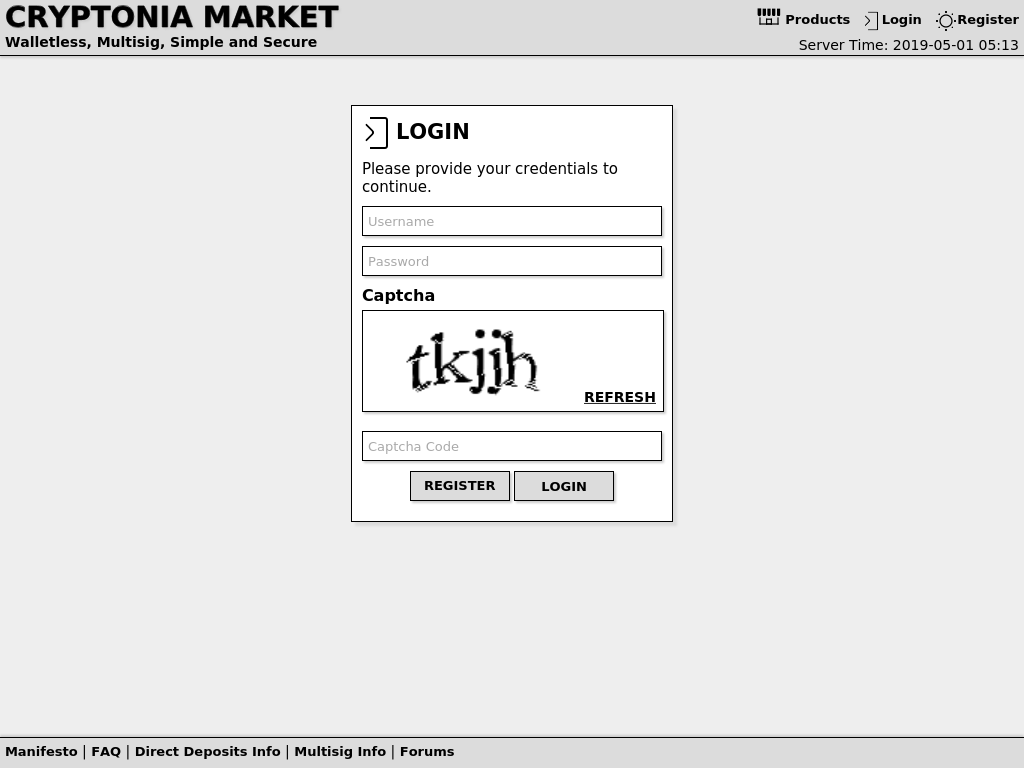 CRYPTONIA MARKET
Walletless, Multisig, Simple and Secure
Products Login Register
Server Time: 2019-05-01 05:13
LOGIN
Please provide your credentials to
continue.
Username
Password
Captcha
tkjjh
REFRESH
Captcha Code
REGISTER LOGIN
Manifesto | FAQ | Direct Deposits Info | Multisig Info | Forums